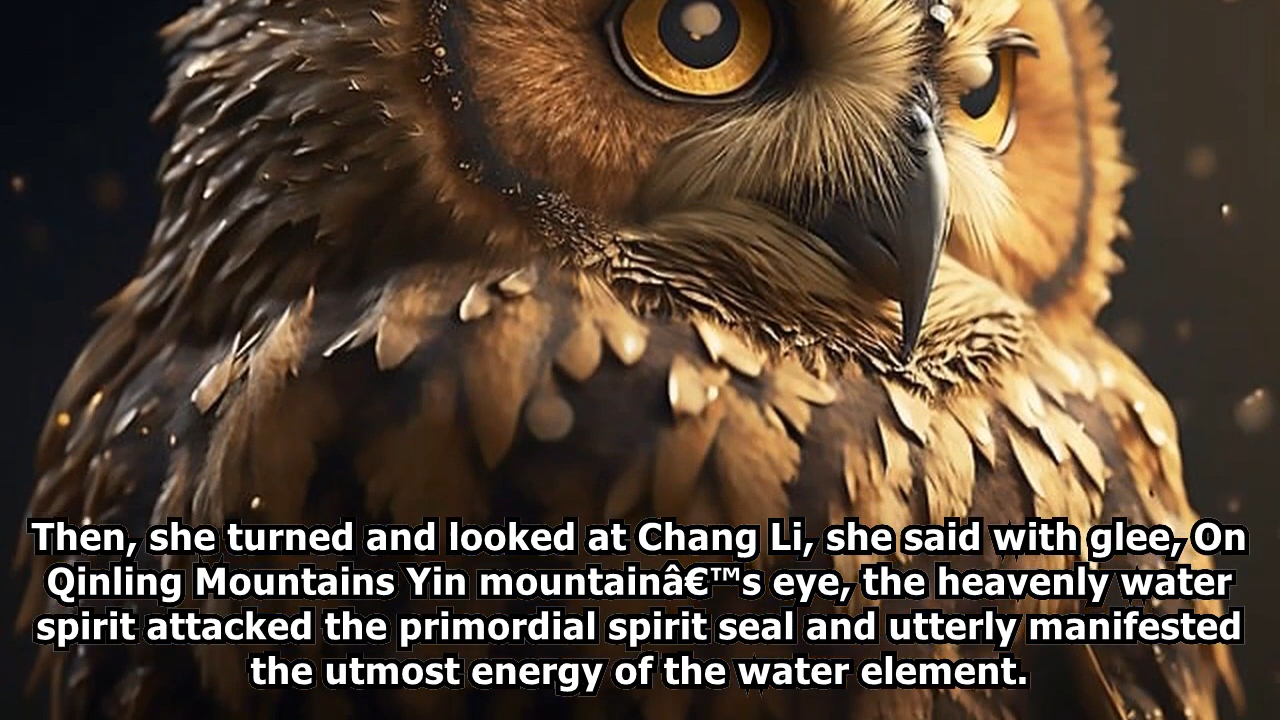 Then, she turned and looked at Chang Li, she said with glee, On
Qinling Mountains Yin mountainâ€™s eye, the heavenly water
spirit attacked the primordial spirit seal and utterly manifested
the utmost energy of the water element.